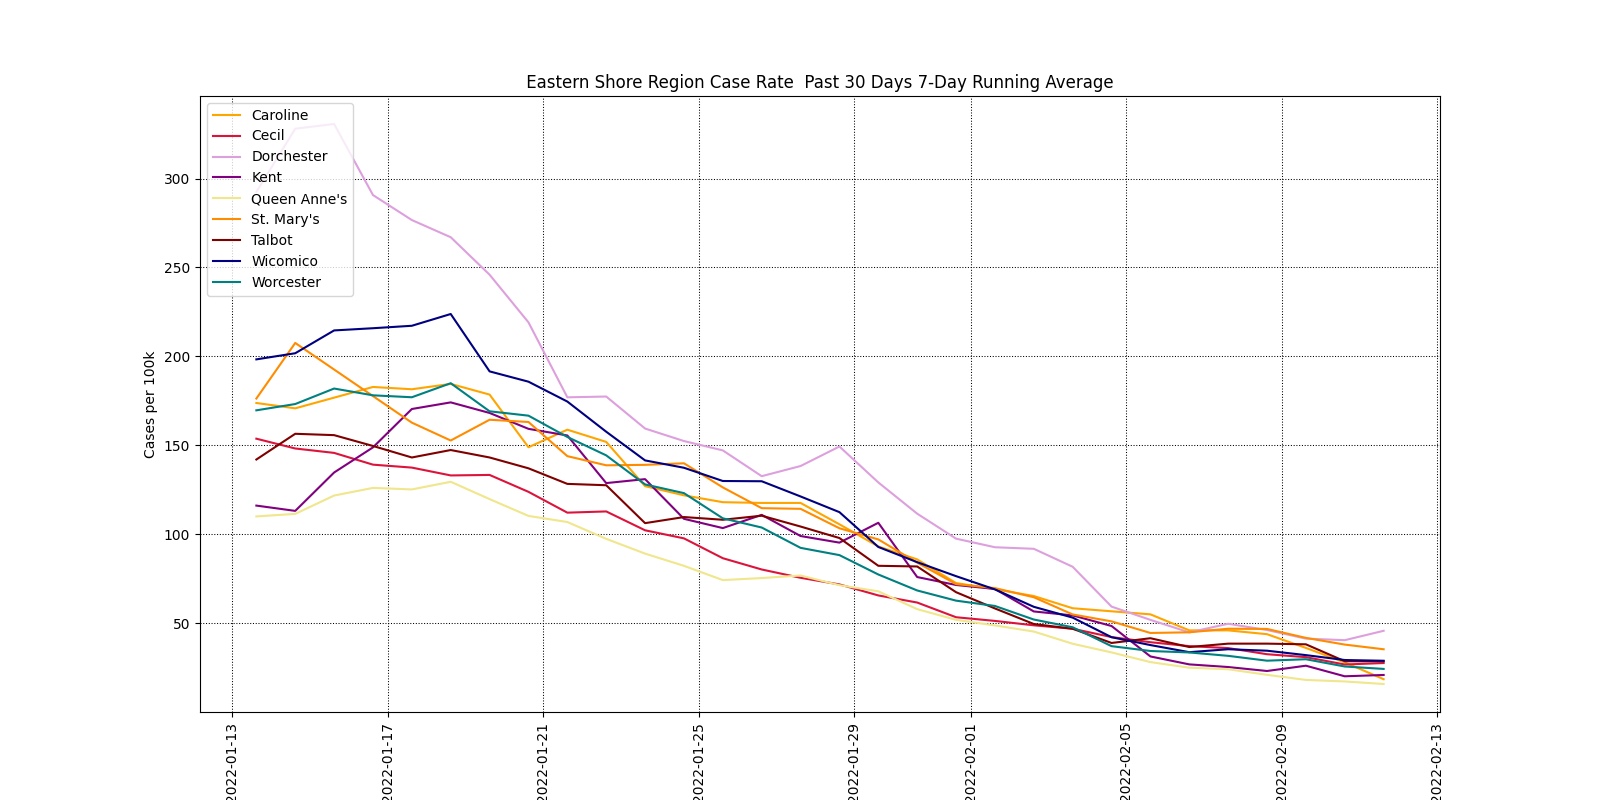 Eastern Shore Region Case Rate  Past 30 Days 7-Day Running Average
Caroline
Cecil
Dorchester
Kent
Queen Anne's
St. Mary's
Talbot
Wicomico
Worcester
Cases per 100k
300
250
200
150
100
50
2022-01-13
2022-01-17
2022-01-21
2022-01-25
2022-01-29
2022-02-01
2022-02-05
2022-02-09
2022-02-13